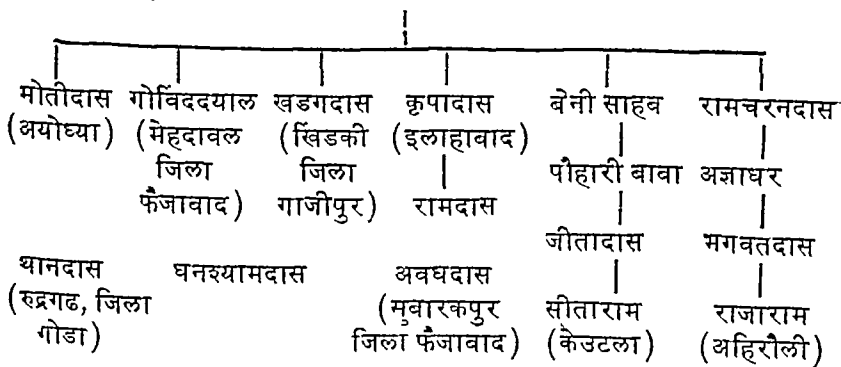 मोतीदास गोविंददयाल खडगदास कृपादास बेनी साहब रामचरनदास
(अयोध्या) (मेहदावल (खिंडकी (इलाहाबाद)
जिला जिला पौहारी बावा अज्ञाधर
फैजावाद) गाजीपुर) रामदास
जीतादास भगवतदास
थानदास घनश्यामदास अवधदास
(रुद्रगढ, जिला (मुबारकपुर सीताराम राजाराम
गोडा) जिला फैजावाद) (केउटला) (अहिरौली)